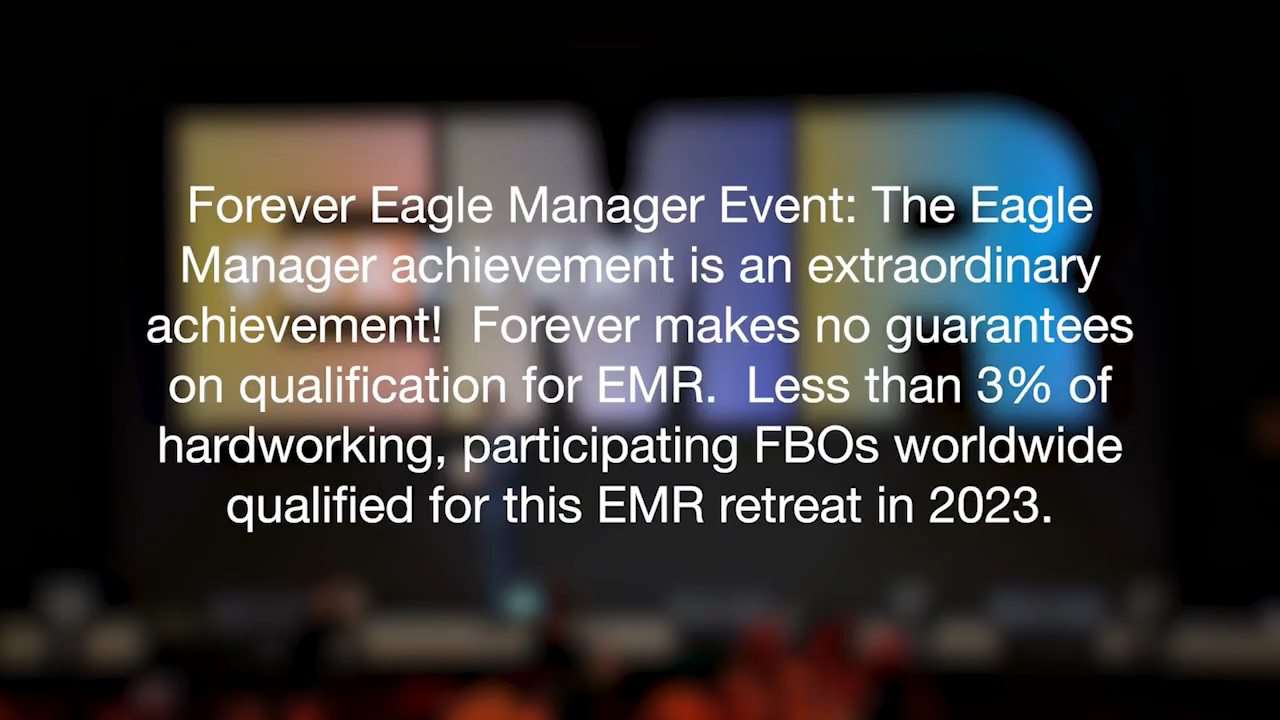 EMR
Forever Eagle Manager Event: The Eagle
Manager achievement is an extraordinary
achievement!  Forever makes no guarantees
on qualification for EMR.  Less than 3% of
hardworking, participating FBOs worldwide
qualified for this EMR retreat in 2023.